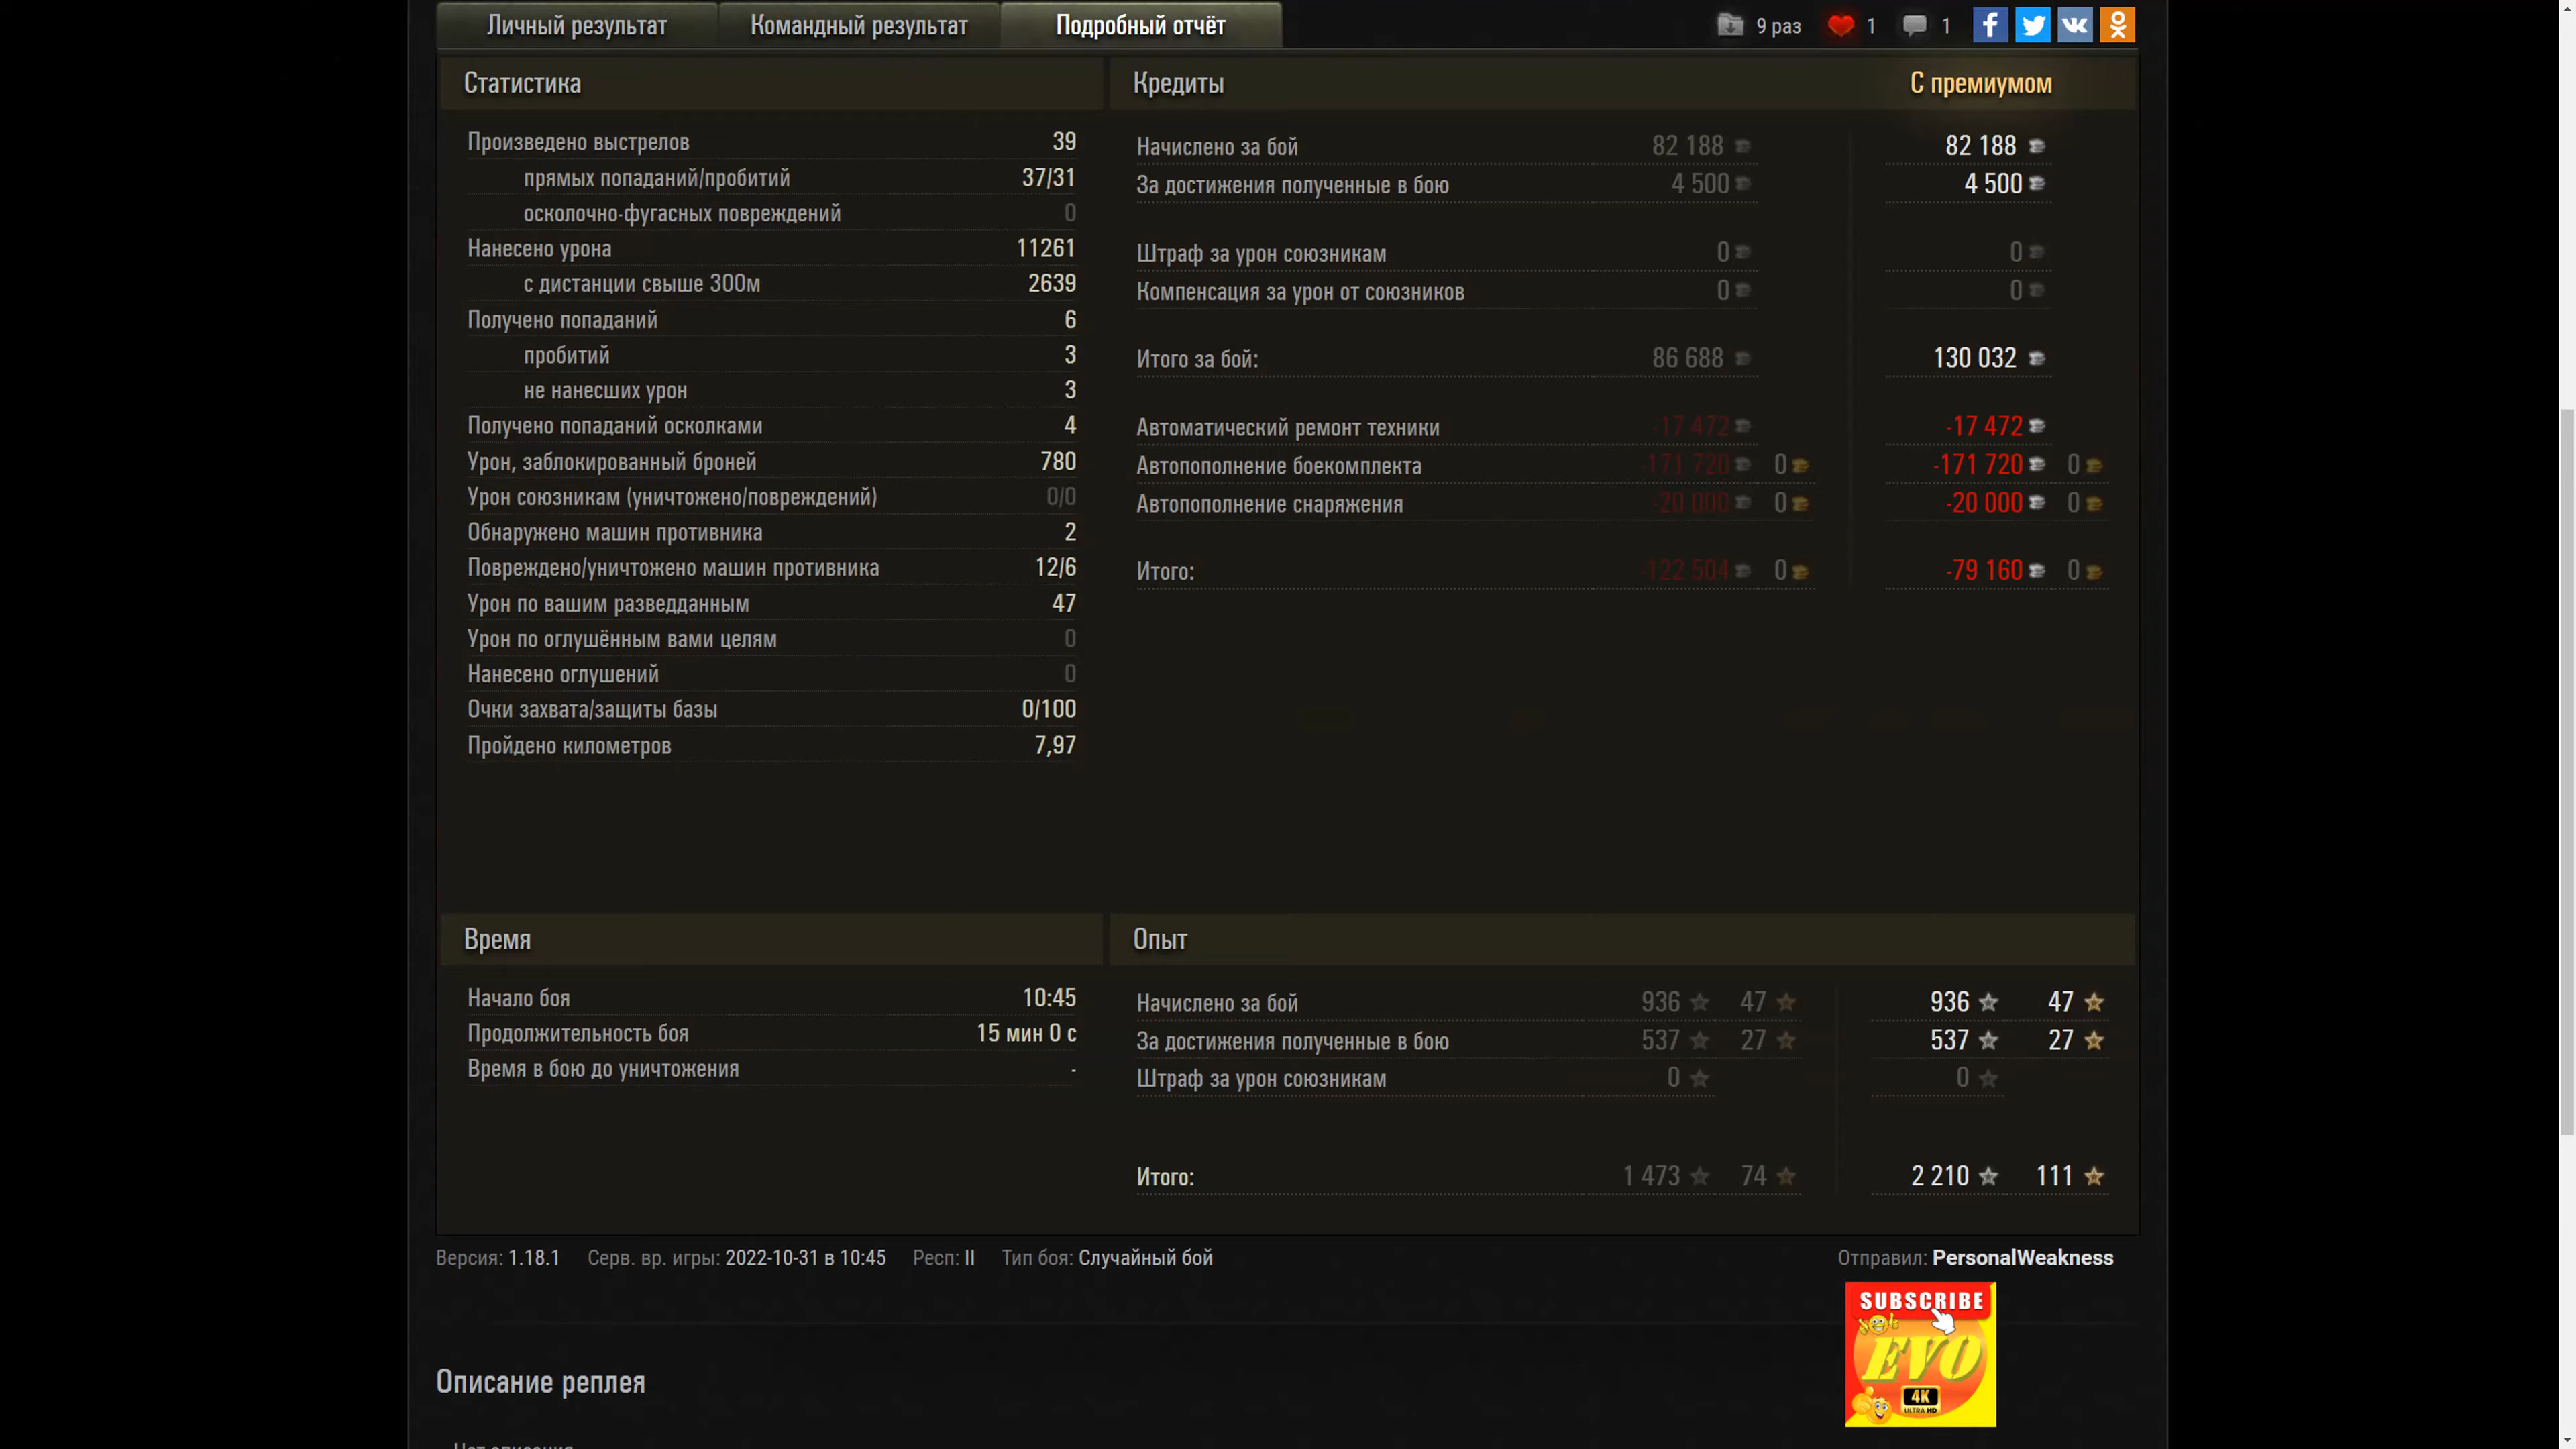 Личный результат Командный результат Подробный отчёт 9 раз 1 1
Статистика
Произведено выстрелов 39
прямых попаданий/пробитий 37/31
осколочно-фугасных повреждений 0
Нанесено урона 11261
с дистанции свыше 300м 2639
Получено попаданий 6
пробитий 3
не нанесших урон 3
Получено попаданий осколками 4
Урон, заблокированный броней 780
Урон союзникам (уничтожено/повреждений) 0/0
Обнаружено машин противника 2
Повреждено/уничтожено машин противника 12/6
Урон по вашим разведданным 47
Урон по оглушённым вами целям 0
Нанесено оглушений 0
Очки захвата/защиты базы 0/100
Пройдено километров 7,97
Кредиты С премиумом
Начислено за бой 82 188 82 188
За достижения полученные в бою 4 500 4 500
Штраф за урон союзникам 0 0
Компенсация за урон от союзников 0 0
Итого за бой: 86 688 130 032
Автоматический ремонт техники -17 472 -17 472
Автопополнение боекомплекта -171 720 0 -171 720 0
Автопополнение снаряжения -20 000 0 -20 000 0
Итого: -122 504 0 -79 160 0
Время
Начало боя 10:45
Продолжительность боя 15 мин 0 с
Время в бою до уничтожения -
Опыт
Начислено за бой 936 47 936 47
За достижения полученные в бою 537 27 537 27
Штраф за урон союзникам 0 0
Итого: 1 473 74 2 210 111
Версия: 1.18.1 Серв. вр. игры: 2022-10-31 в 10:45 Респ: II Тип боя: Случайный бой Отправил: PersonalWeakness
SUBSCRIBE
EVO
4K
ULTRA HD
Описание реплея